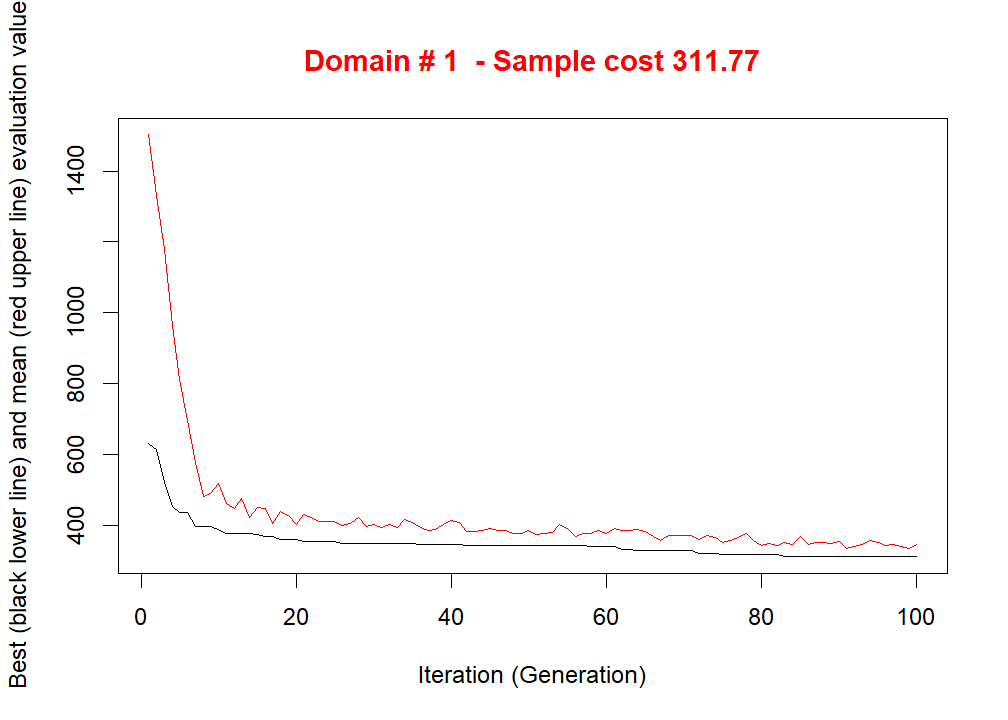 Domain # 1  - Sample cost 311.77
Best (black lower line) and mean (red upper line) evaluation value
1400
1000
800
600
400
0 20 40 60 80 100
Iteration (Generation)